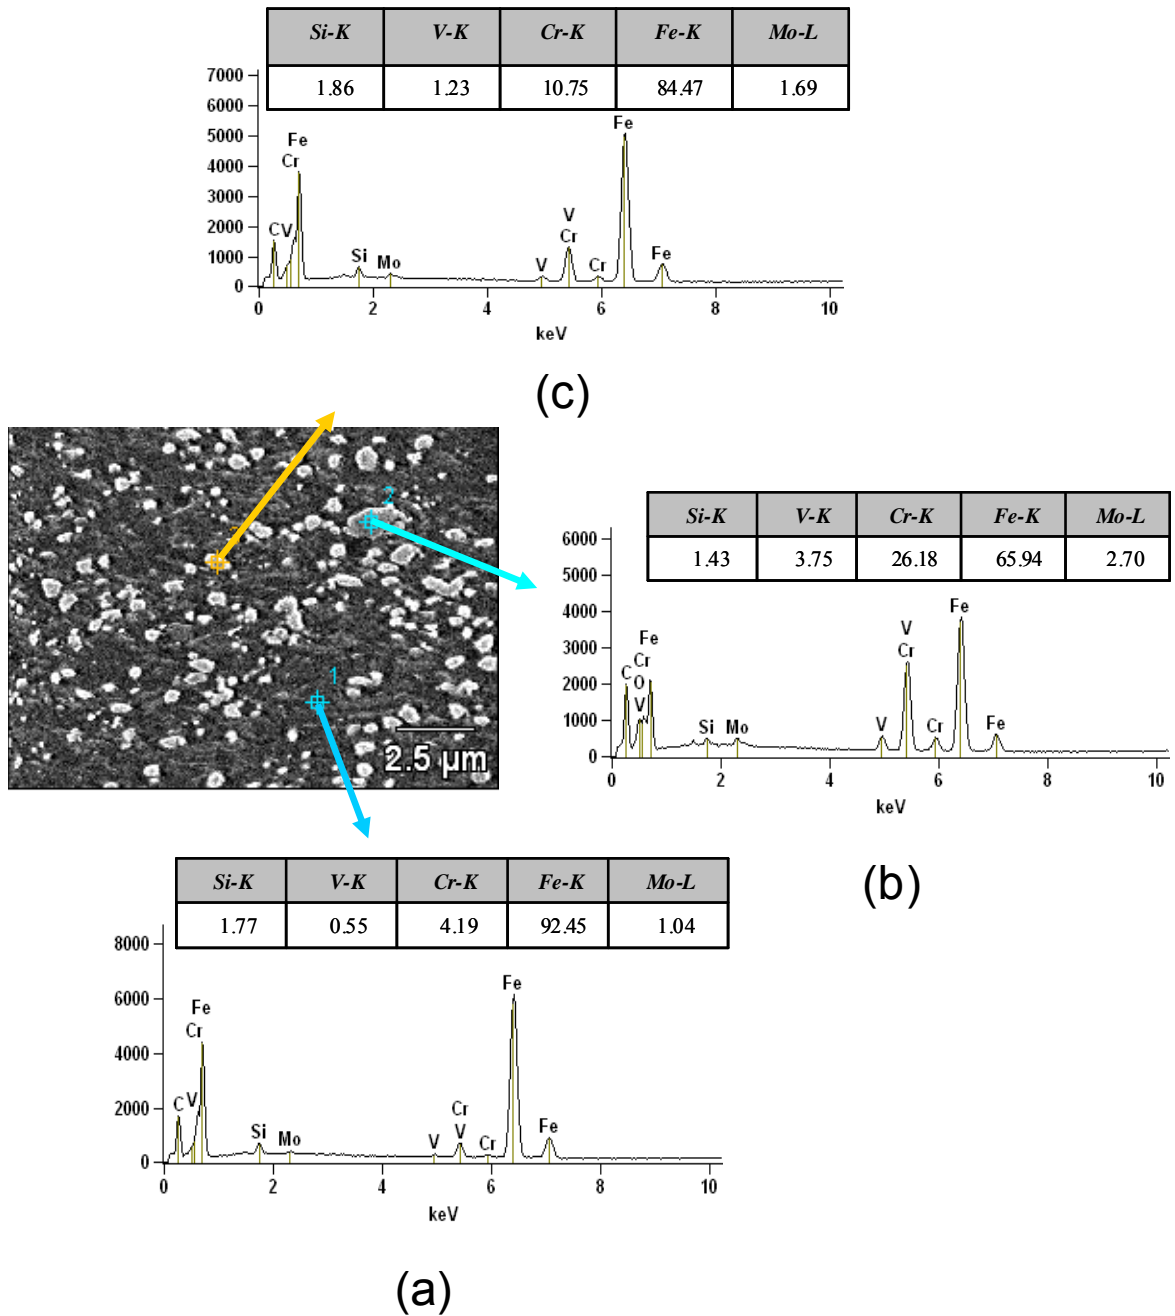 Si-K V-K Cr-K Fe-K Mo-L
1.86 1.23 10.75 84.47 1.69
7000
6000
5000
4000
3000
2000
1000
0
Fe
Cr
C V
Si
Mo
V
V
Cr
Cr
Fe
Fe
0 2 4 6 8 10
keV
(c)
2
1
2.5 µm
Si-K V-K Cr-K Fe-K Mo-L
1.43 3.75 26.18 65.94 2.70
6000
5000
4000
3000
2000
1000
0
Fe
Cr
C
O
V
Si
Mo
V
V
Cr
Cr
Fe
Fe
0 2 4 6 8 10
keV
(b)
Si-K V-K Cr-K Fe-K Mo-L
1.77 0.55 4.19 92.45 1.04
8000
6000
4000
2000
0
Fe
Cr
C V
Si
Mo
V
Cr
V
Cr
Fe
Fe
0 2 4 6 8 10
keV
(a)